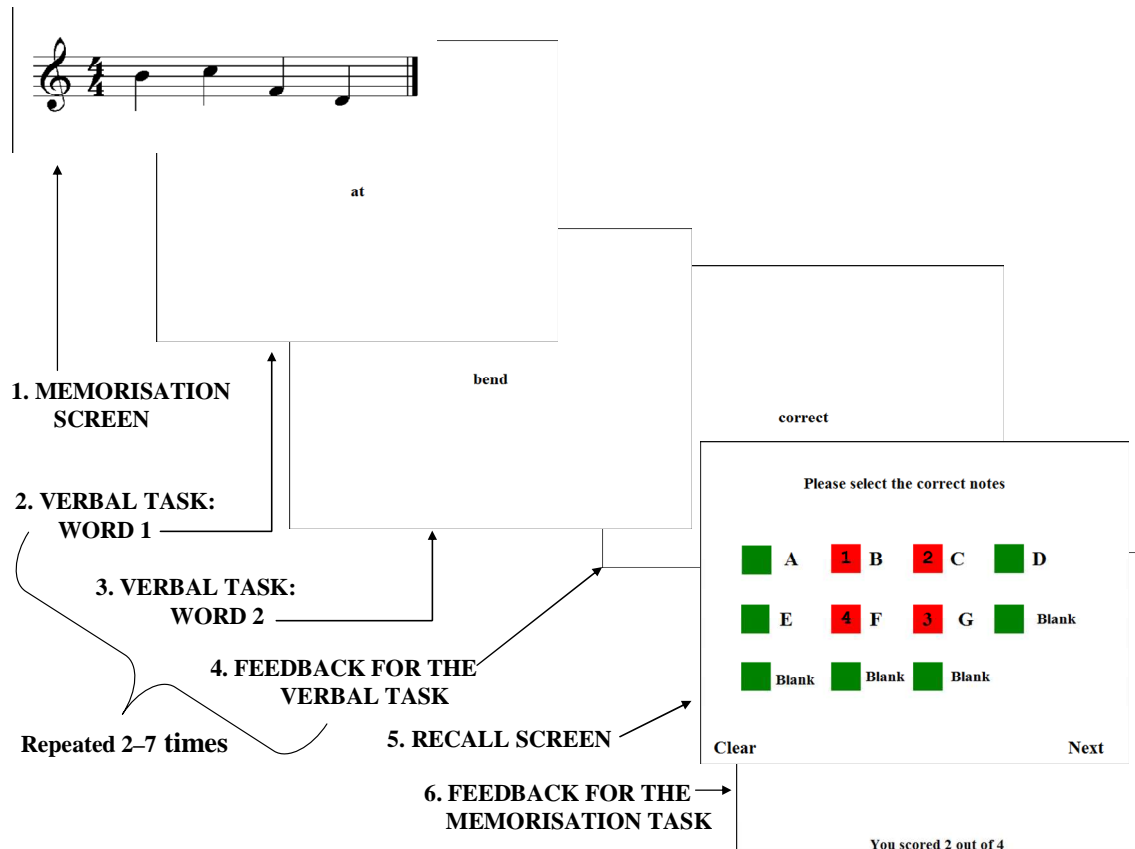 4
4
at
bend
correct
1. MEMORISATION
SCREEN
2. VERBAL TASK:
WORD 1
3. VERBAL TASK:
WORD 2
4. FEEDBACK FOR THE
VERBAL TASK
Repeated 2–7 times
Please select the correct notes
A 1 B 2 C D
E 4 F 3 G Blank
Blank Blank Blank
Clear Next
5. RECALL SCREEN
6. FEEDBACK FOR THE
MEMORISATION TASK
You scored 2 out of 4